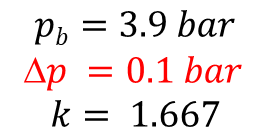 p_b = 3.9 bar
Δp = 0.1 bar
k = 1.667